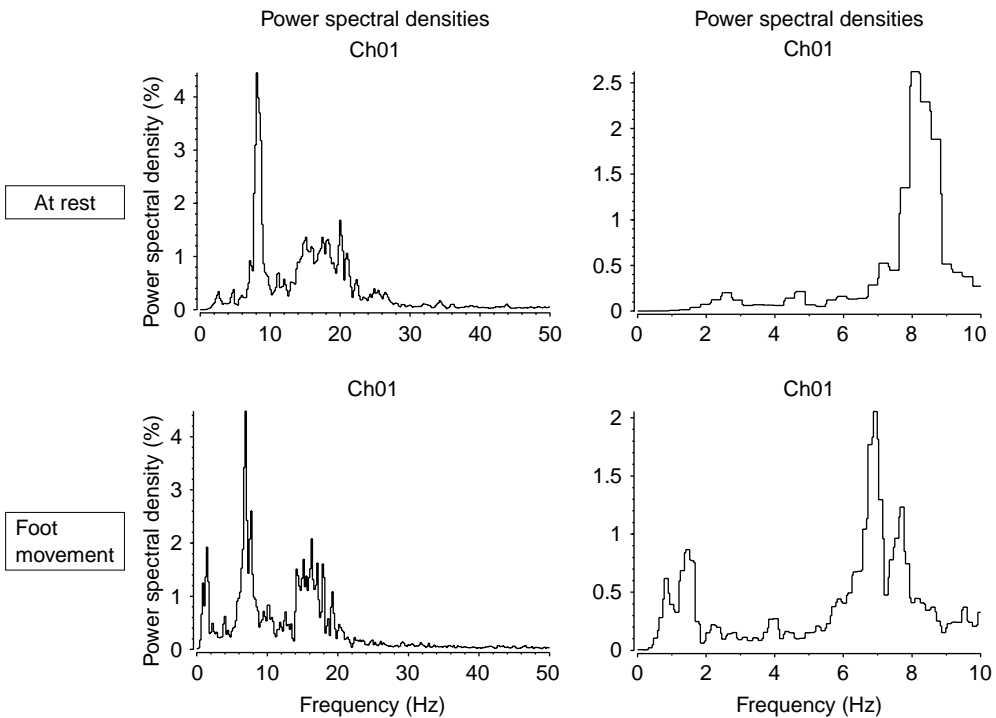 Power spectral densities
Power spectral densities
Ch01
Ch01
At rest
Power spectral density (%)
4
3
2
1
0
0 10 20 30 40 50
2.5
2
1.5
1
0.5
0
0 2 4 6 8 10
Ch01
Ch01
Foot
movement
Power spectral density (%)
4
3
2
1
0
0 10 20 30 40 50
Frequency (Hz)
2
1.5
1
0.5
0
0 2 4 6 8 10
Frequency (Hz)